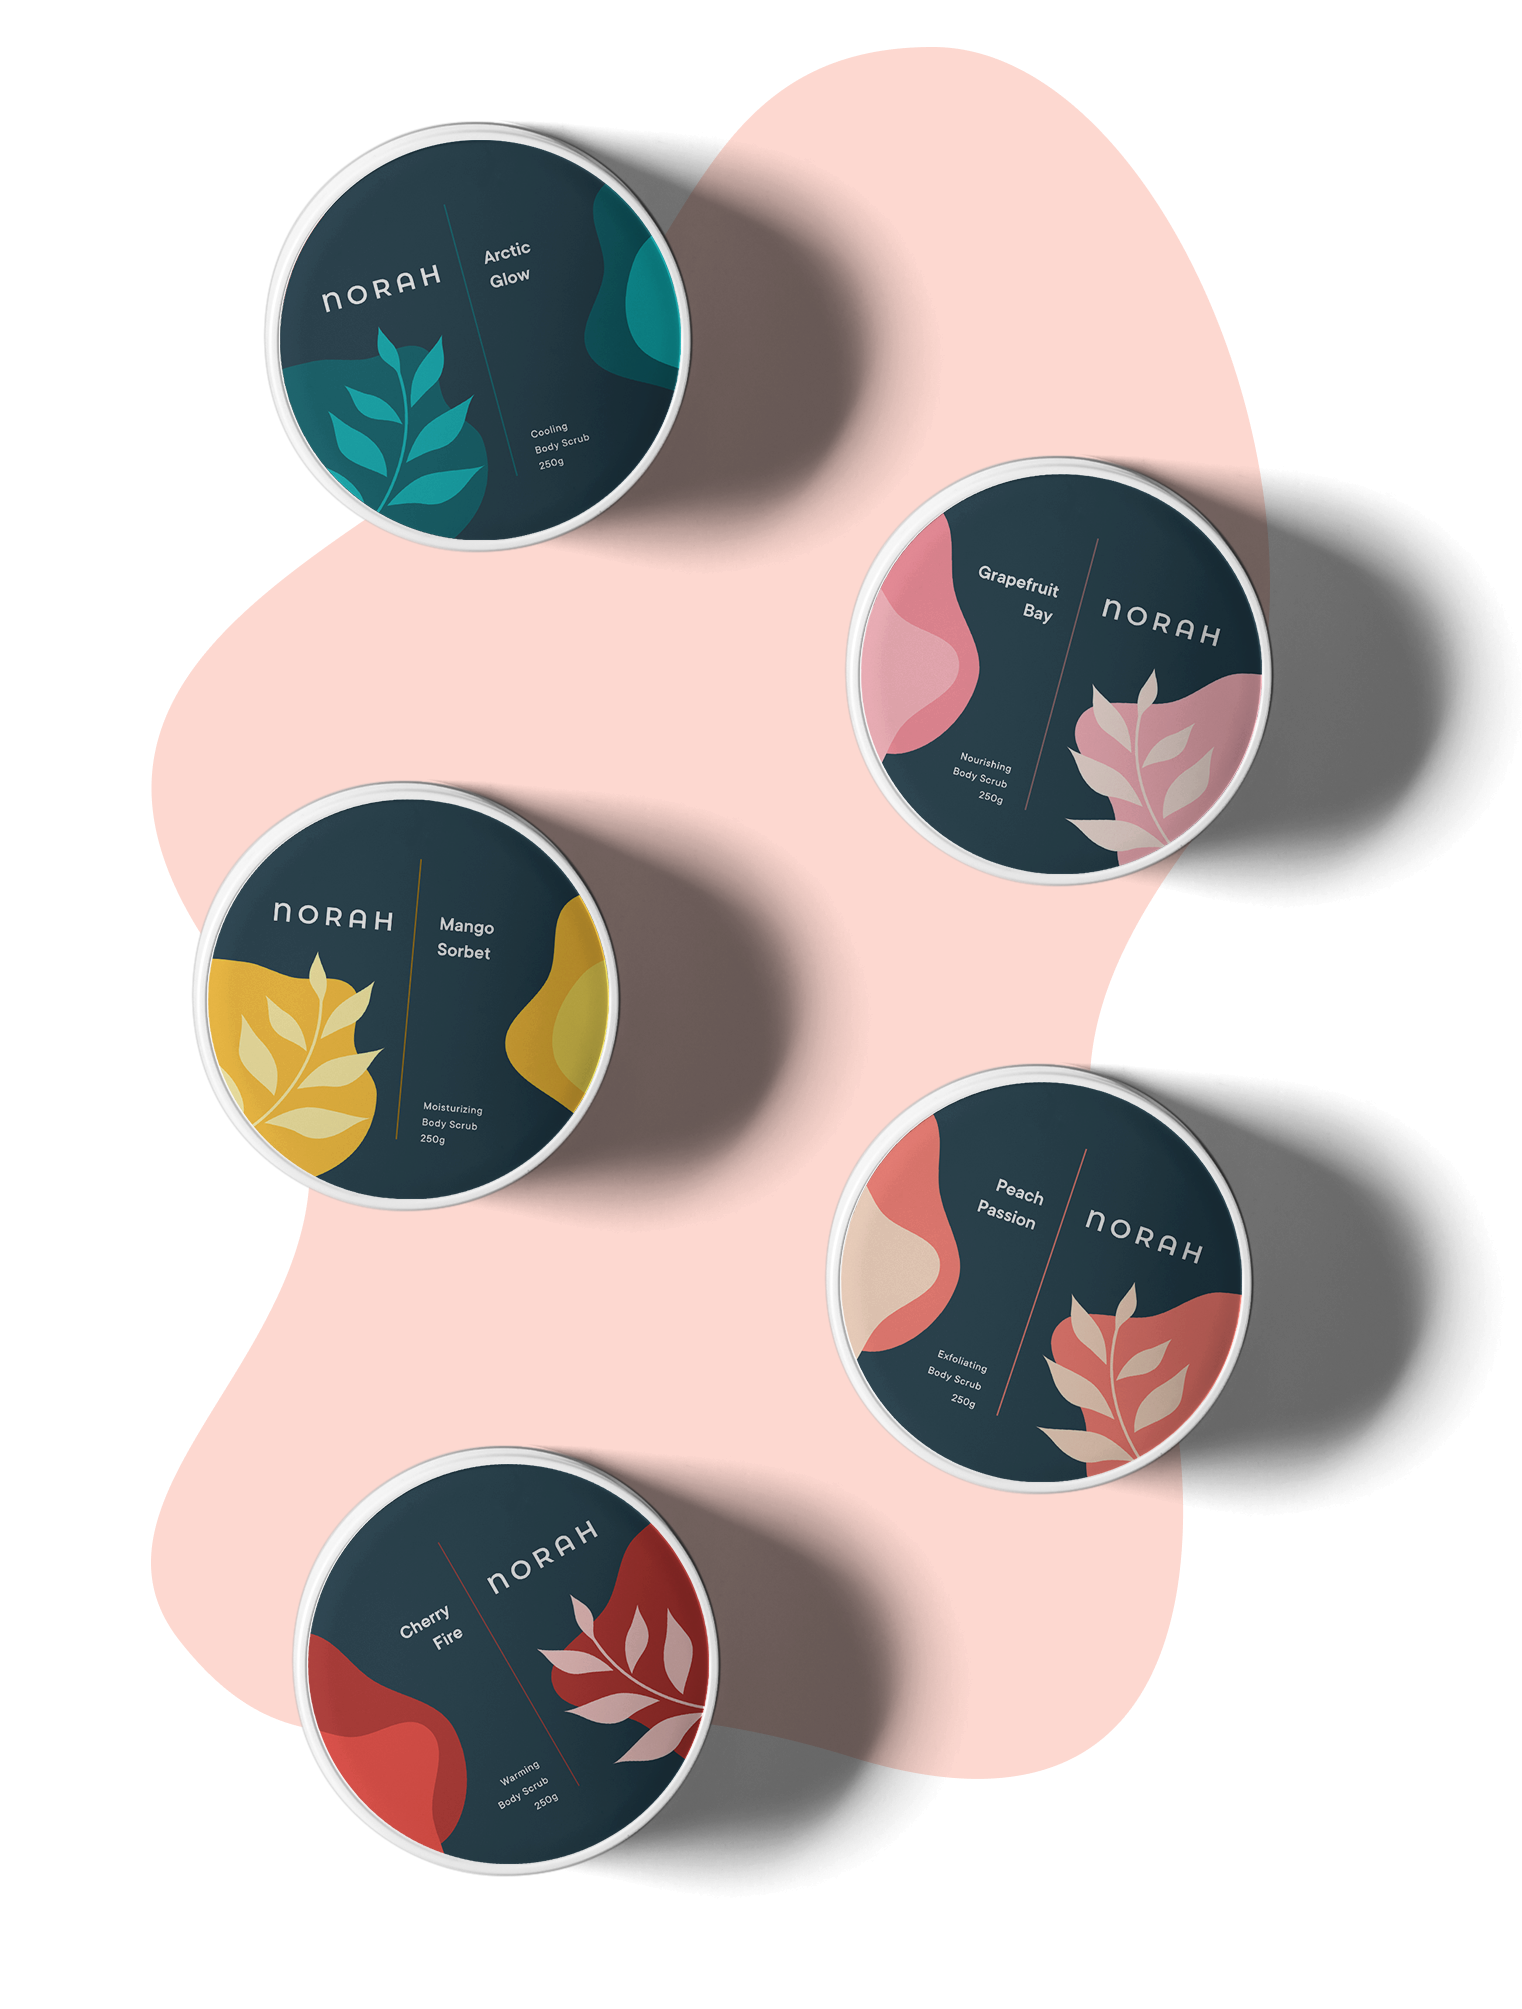 NORAH
Arctic
Glow
Cooling
Body Scrub
250g
Grapefruit
Bay
NORAH
Nourishing
Body Scrub
250g
NORAH
Mango
Sorbet
Moisturizing
Body Scrub
250g
Peach
Passion
NORAH
Exfoliating
Body Scrub
250g
NORAH
Cherry
Fire
Warming
Body Scrub
250g